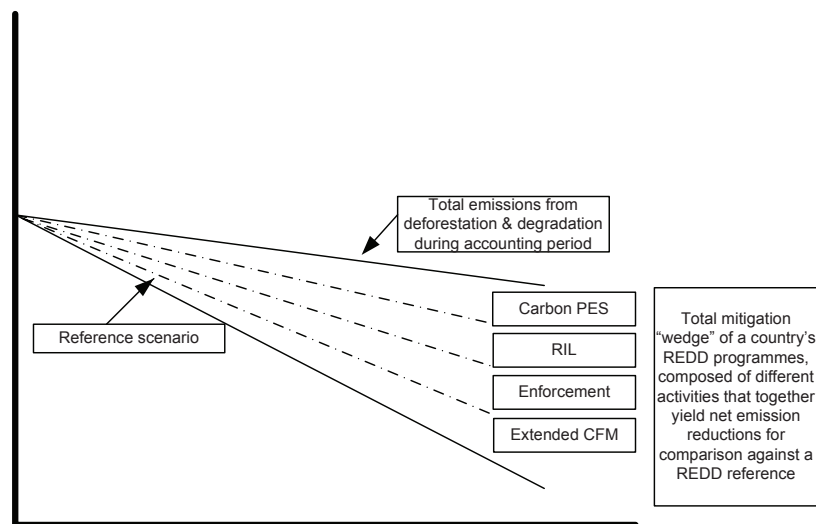 Total emissions from
deforestation & degradation
during accounting period
Reference scenario
Carbon PES
RIL
Enforcement
Extended CFM
Total mitigation
“wedge” of a country’s
REDD programmes,
composed of different
activities that together
yield net emission
reductions for
comparison against a
REDD reference